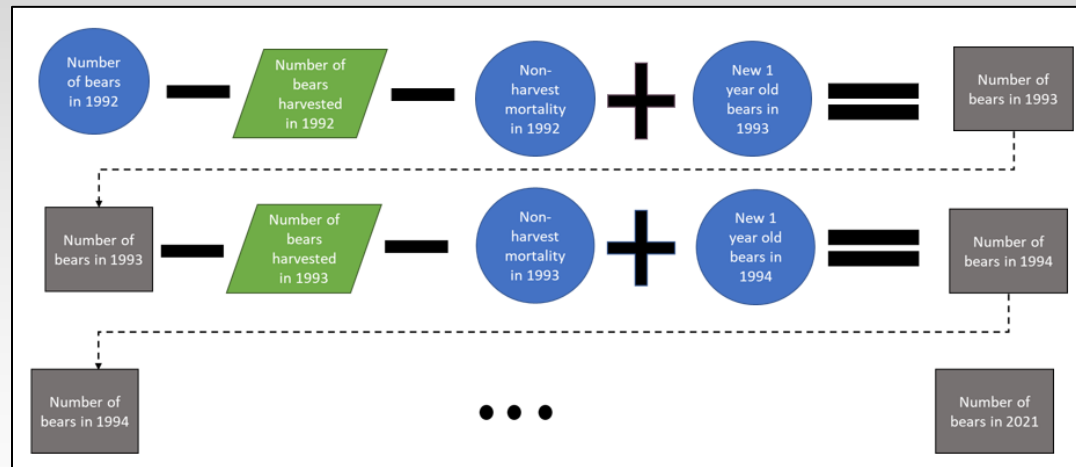 Number
of bears
in 1992
Number of
bears
harvested
in 1992
Non-
harvest
mortality
in 1992
New 1
year old
bears in
1993
Number of
bears in 1993
Number of
bears in 1993
Number of
bears
harvested
in 1993
Non-
harvest
mortality
in 1993
New 1
year old
bears in
1994
Number of
bears in 1994
Number of
bears in 1994
Number of
bears in 2021